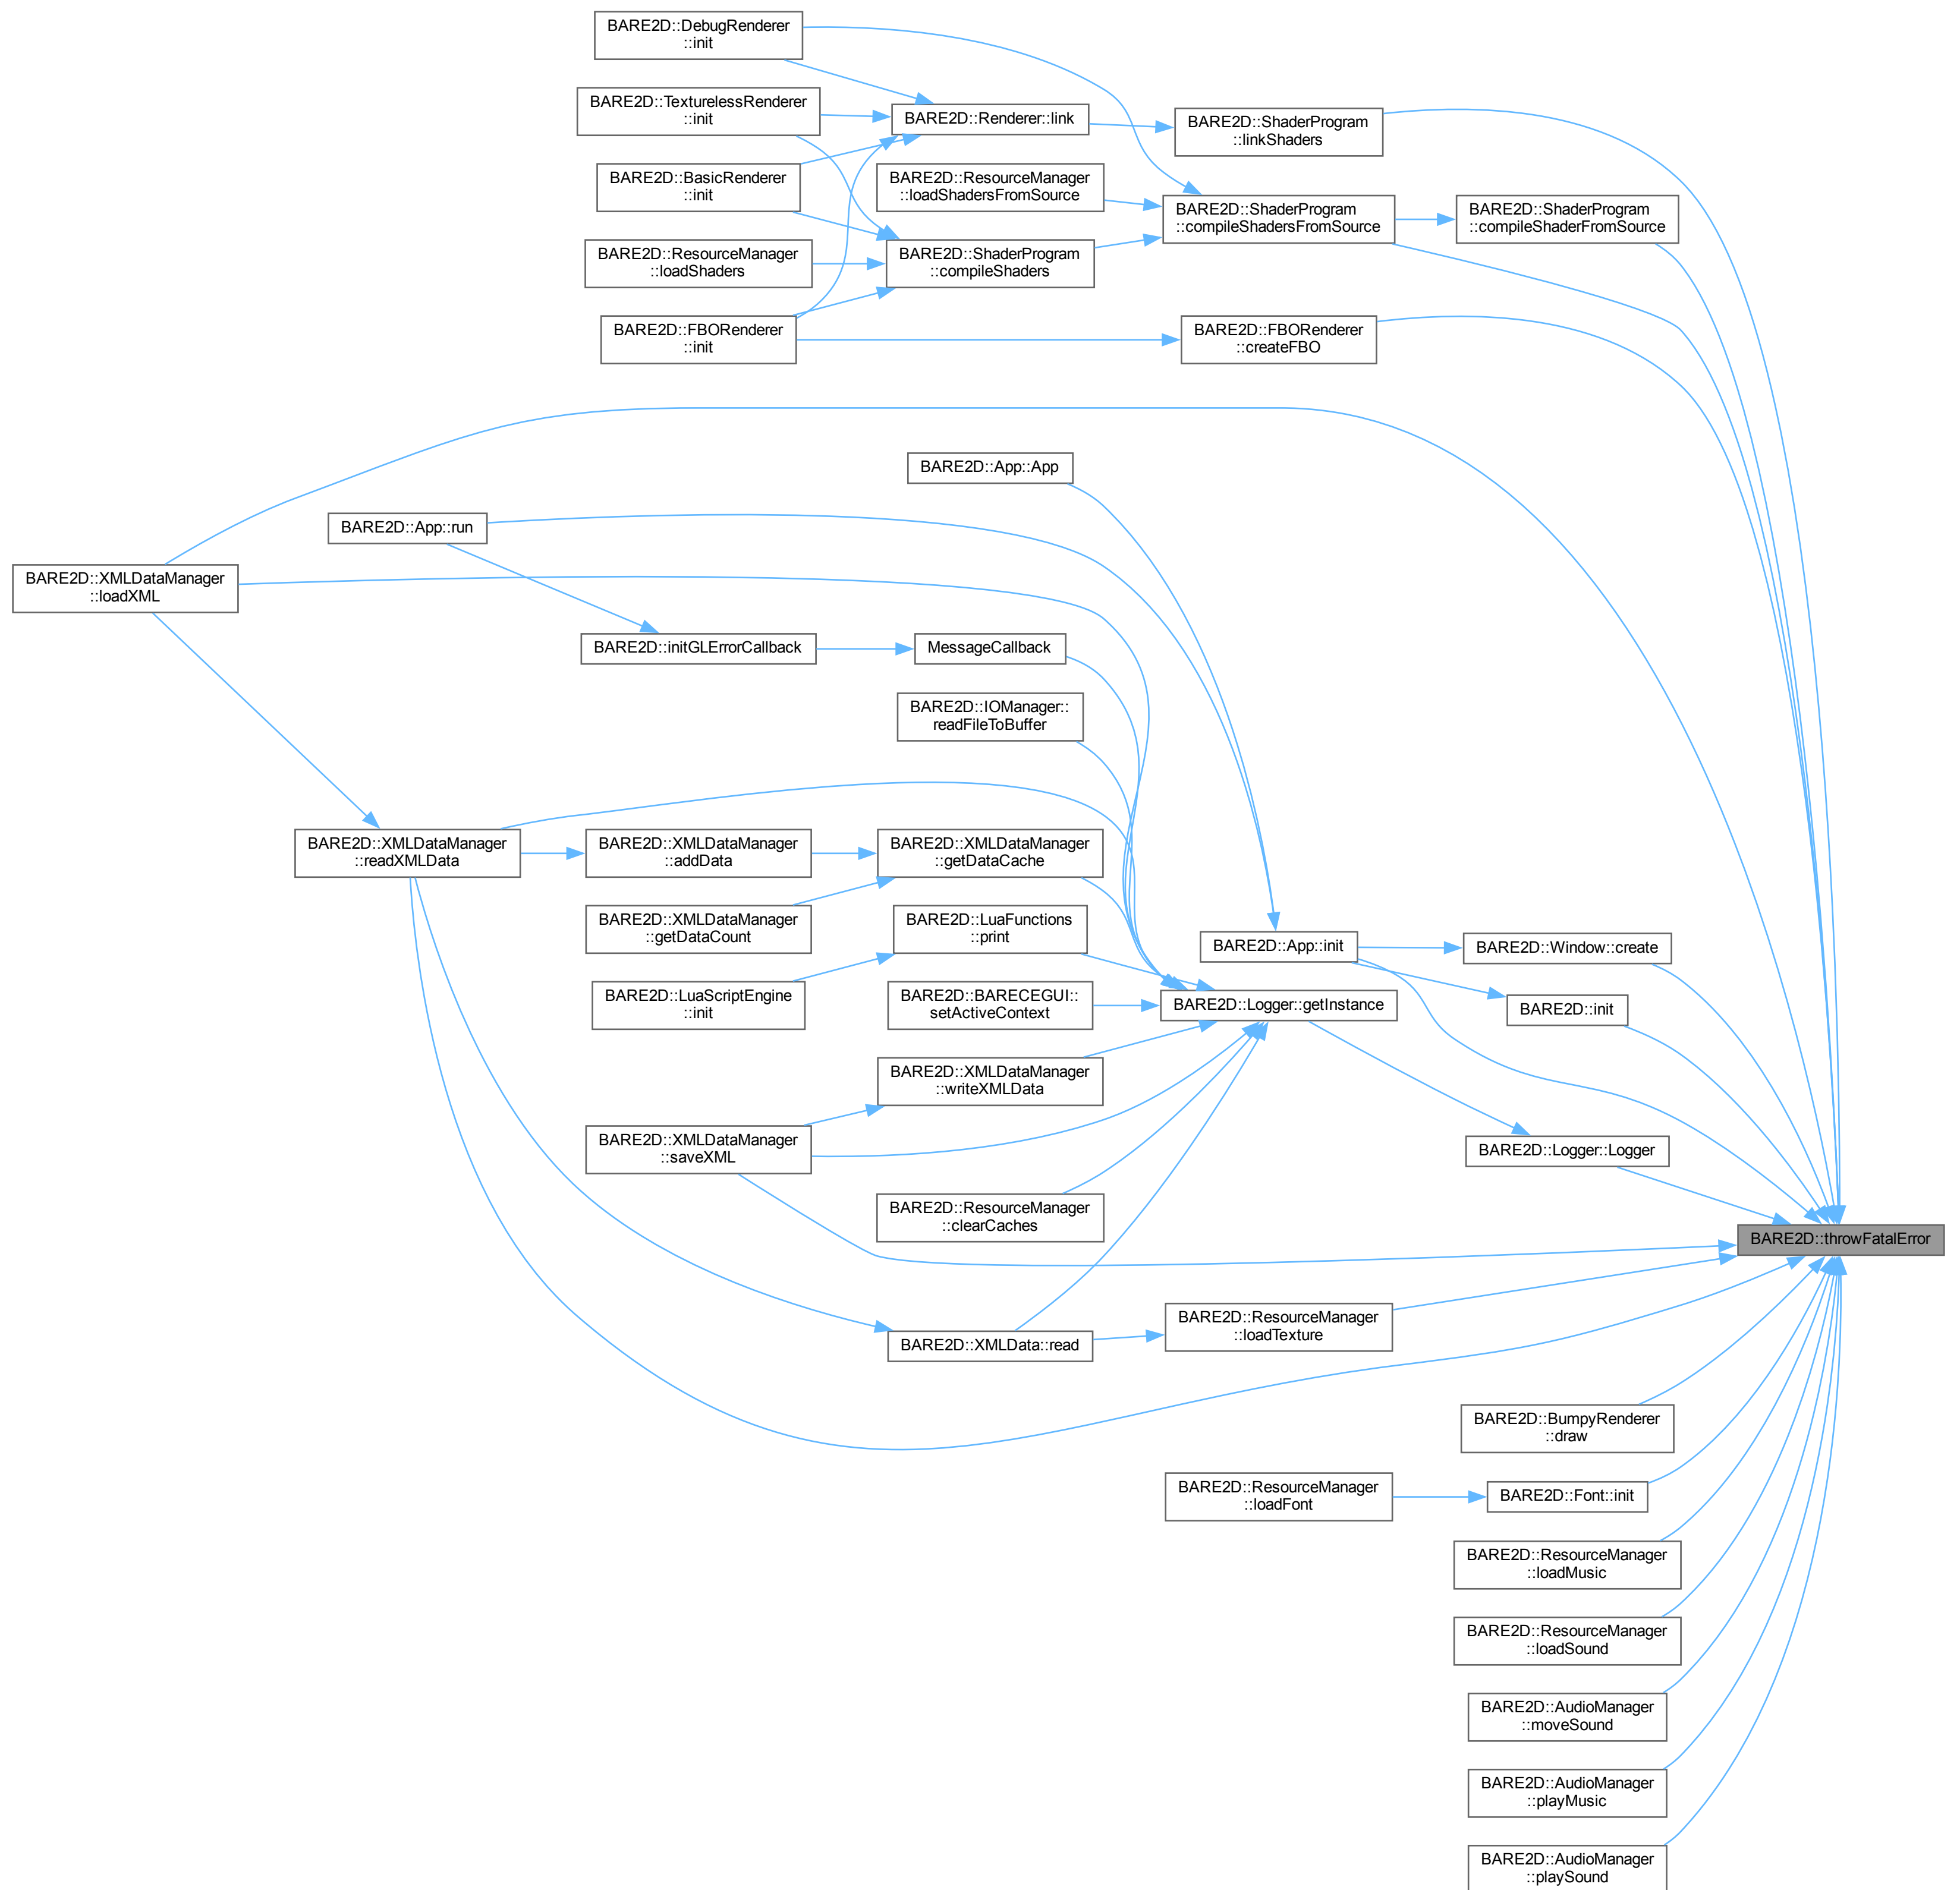 BARE2D::DebugRenderer
::init
BARE2D::TexturelessRenderer
::init
BARE2D::Renderer::link
BARE2D::ShaderProgram
::linkShaders
BARE2D::BasicRenderer
::init
BARE2D::ResourceManager
::loadShadersFromSource
BARE2D::ShaderProgram
::compileShadersFromSource
BARE2D::ShaderProgram
::compileShaderFromSource
BARE2D::ResourceManager
::loadShaders
BARE2D::ShaderProgram
::compileShaders
BARE2D::FBORenderer
::init
BARE2D::FBORenderer
::createFBO
BARE2D::App::App
BARE2D::App::run
BARE2D::XMLDataManager
::loadXML
BARE2D::initGLErrorCallback
MessageCallback
BARE2D::IOManager::
readFileToBuffer
BARE2D::XMLDataManager
::readXMLData
BARE2D::XMLDataManager
::addData
BARE2D::XMLDataManager
::getDataCache
BARE2D::XMLDataManager
::getDataCount
BARE2D::LuaFunctions
::print
BARE2D::App::init
BARE2D::Window::create
BARE2D::LuaScriptEngine
::init
BARE2D::BARECEGUI::
setActiveContext
BARE2D::Logger::getInstance
BARE2D::init
BARE2D::XMLDataManager
::writeXMLData
BARE2D::XMLDataManager
::saveXML
BARE2D::Logger::Logger
BARE2D::ResourceManager
::clearCaches
BARE2D::throwFatalError
BARE2D::XMLData::read
BARE2D::ResourceManager
::loadTexture
BARE2D::BumpyRenderer
::draw
BARE2D::ResourceManager
::loadFont
BARE2D::Font::init
BARE2D::ResourceManager
::loadMusic
BARE2D::ResourceManager
::loadSound
BARE2D::AudioManager
::moveSound
BARE2D::AudioManager
::playMusic
BARE2D::AudioManager
::playSound